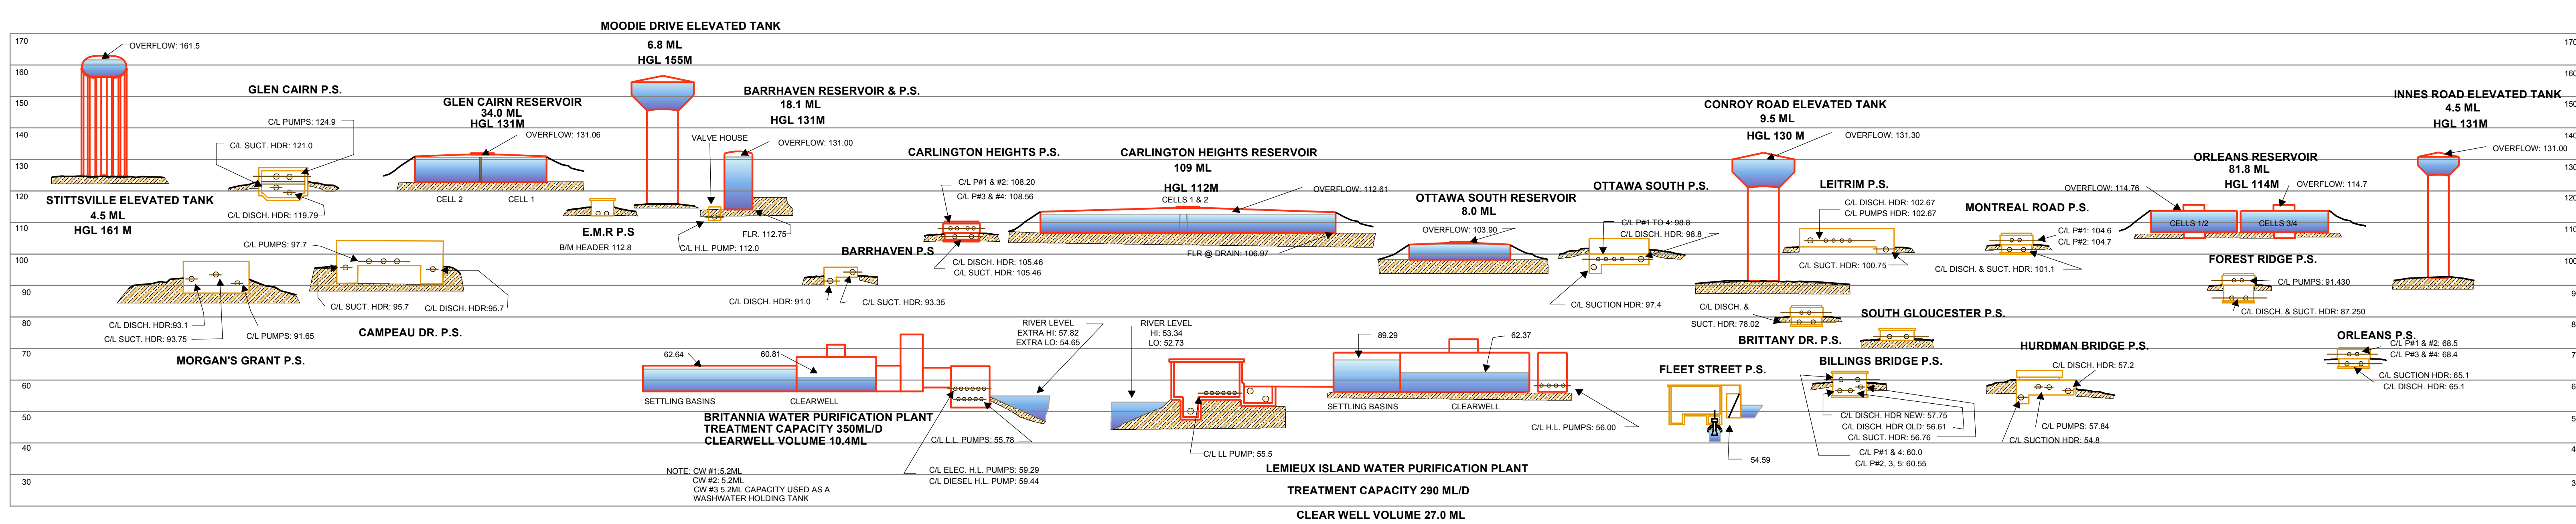 MOODIE DRIVE ELEVATED TANK
6.8 ML
HGL 155M
170
160
150
140
130
120
110
100
90
80
70
60
50
40
30
OVERFLOW: 161.5
STITTSVILLE ELEVATED TANK
4.5 ML
HGL 161 M
GLEN CAIRN P.S.
C/L PUMPS: 124.9
C/L SUCT. HDR: 121.0
C/L DISCH. HDR: 119.79
GLEN CAIRN RESERVOIR
34.0 ML
HGL 131M
OVERFLOW: 131.06
CELL 2
CELL 1
E.M.R P.S
B/M HEADER 112.8
BARRHAVEN RESERVOIR & P.S.
18.1 ML
HGL 131M
VALVE HOUSE
OVERFLOW: 131.00
FLR. 112.75
C/L H.L. PUMP: 112.0
BARRHAVEN P.S
C/L DISCH. HDR: 91.0
C/L SUCT. HDR: 93.35
C/L PUMPS: 97.7
C/L SUCT. HDR: 95.7
C/L DISCH. HDR:95.7
CAMPEAU DR. P.S.
C/L DISCH. HDR:93.1
C/L SUCT. HDR: 93.75
C/L PUMPS: 91.65
MORGAN'S GRANT P.S.
CARLINGTON HEIGHTS P.S.
C/L P#1 & #2: 108.20
C/L P#3 & #4: 108.56
C/L DISCH. HDR: 105.46
C/L SUCT. HDR: 105.46
CARLINGTON HEIGHTS RESERVOIR
109 ML
HGL 112M
CELLS 1 & 2
OVERFLOW: 112.61
FLR @ DRAIN: 106.97
OTTAWA SOUTH RESERVOIR
8.0 ML
OVERFLOW: 103.90
OTTAWA SOUTH P.S.
C/L P#1 TO 4: 98.8
C/L DISCH. HDR: 98.8
C/L SUCTION HDR: 97.4
CONROY ROAD ELEVATED TANK
9.5 ML
HGL 130 M
OVERFLOW: 131.30
LEITRIM P.S.
C/L DISCH. HDR: 102.67
C/L PUMPS HDR: 102.67
C/L SUCT. HDR: 100.75
MONTREAL ROAD P.S.
C/L P#1: 104.6
C/L P#2: 104.7
C/L DISCH. & SUCT. HDR: 101.1
ORLEANS RESERVOIR
81.8 ML
HGL 114M
OVERFLOW: 114.76
OVERFLOW: 114.7
CELLS 1/2
CELLS 3/4
FOREST RIDGE P.S.
C/L PUMPS: 91.430
C/L DISCH. & SUCT. HDR: 87.250
INNES ROAD ELEVATED TANK
4.5 ML
HGL 131M
OVERFLOW: 131.00
62.64
60.81
SETTLING BASINS
CLEARWELL
BRITANNIA WATER PURIFICATION PLANT
TREATMENT CAPACITY 350ML/D
CLEARWELL VOLUME 10.4ML
NOTE: CW #1:5.2ML
CW #2: 5.2ML
CW #3 5.2ML CAPACITY USED AS A
WASHWATER HOLDING TANK
C/L L.L. PUMPS: 55.78
C/L ELEC. H.L. PUMPS: 59.29
C/L DIESEL H.L. PUMP: 59.44
RIVER LEVEL
EXTRA HI: 57.82
EXTRA LO: 54.65
RIVER LEVEL
HI: 53.34
LO: 52.73
89.29
62.37
SETTLING BASINS
CLEARWELL
C/L H.L. PUMPS: 56.00
C/L LL PUMP: 55.5
LEMIEUX ISLAND WATER PURIFICATION PLANT
TREATMENT CAPACITY 290 ML/D
CLEAR WELL VOLUME 27.0 ML
FLEET STREET P.S.
54.59
C/L DISCH. &
SUCT. HDR: 78.02
BRITTANY DR. P.S.
SOUTH GLOUCESTER P.S.
BILLINGS BRIDGE P.S.
C/L DISCH. HDR NEW: 57.75
C/L DISCH. HDR OLD: 56.61
C/L SUCT. HDR: 56.76
C/L P#1 & 4: 60.0
C/L P#2, 3, 5: 60.55
HURDMAN BRIDGE P.S.
C/L DISCH. HDR: 57.2
C/L PUMPS: 57.84
C/L SUCTION HDR: 54.8
ORLEANS P.S.
C/L P#1 & #2: 68.5
C/L P#3 & #4: 68.4
C/L SUCTION HDR: 65.1
C/L DISCH. HDR: 65.1